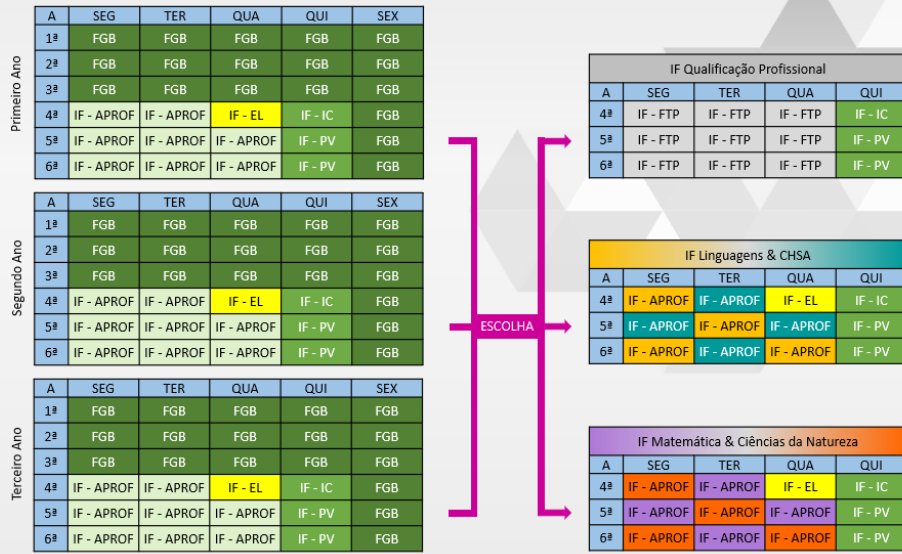 Primeiro Ano
A SEG TER QUA QUI SEX
1ª FGB FGB FGB FGB FGB
2ª FGB FGB FGB FGB FGB
3ª FGB FGB FGB FGB FGB
4ª IF - APROF IF - APROF IF - EL IF - IC FGB
5ª IF - APROF IF - APROF IF - APROF IF - PV FGB
6ª IF - APROF IF - APROF IF - APROF IF - PV FGB
Segundo Ano
A SEG TER QUA QUI SEX
1ª FGB FGB FGB FGB FGB
2ª FGB FGB FGB FGB FGB
3ª FGB FGB FGB FGB FGB
4ª IF - APROF IF - APROF IF - EL IF - IC FGB
5ª IF - APROF IF - APROF IF - APROF IF - PV FGB
6ª IF - APROF IF - APROF IF - APROF IF - PV FGB
Terceiro Ano
A SEG TER QUA QUI SEX
1ª FGB FGB FGB FGB FGB
2ª FGB FGB FGB FGB FGB
3ª FGB FGB FGB FGB FGB
4ª IF - APROF IF - APROF IF - EL IF - IC FGB
5ª IF - APROF IF - APROF IF - APROF IF - PV FGB
6ª IF - APROF IF - APROF IF - APROF IF - PV FGB
ESCOLHA
IF Qualificação Profissional
A SEG TER QUA QUI
4ª IF - FTP IF - FTP IF - FTP IF - IC
5ª IF - FTP IF - FTP IF - FTP IF - PV
6ª IF - FTP IF - FTP IF - FTP IF - PV
IF Linguagens & CHSA
A SEG TER QUA QUI
4ª IF - APROF IF - APROF IF - EL IF - IC
5ª IF - APROF IF - APROF IF - APROF IF - PV
6ª IF - APROF IF - APROF IF - APROF IF - PV
IF Matemática & Ciências da Natureza
A SEG TER QUA QUI
4ª IF - APROF IF - APROF IF - EL IF - IC
5ª IF - APROF IF - APROF IF - APROF IF - PV
6ª IF - APROF IF - APROF IF - APROF IF - PV